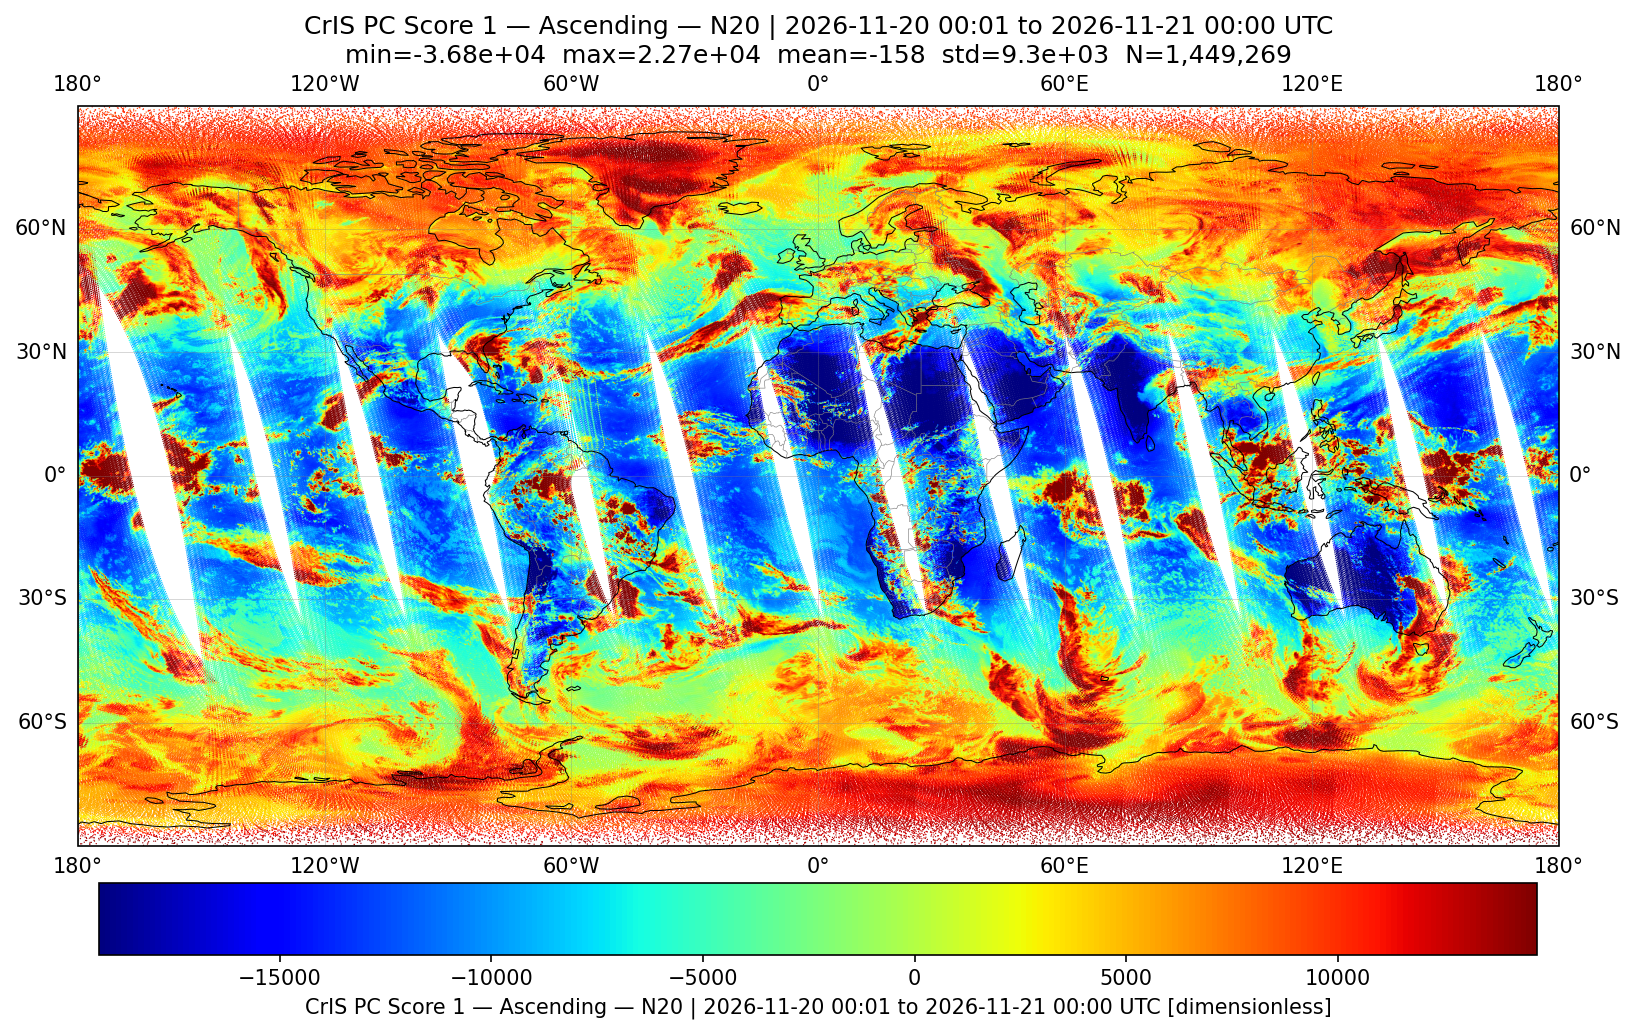 CrIS PC Score 1 — Ascending — N20 | 2026-11-20 00:01 to 2026-11-21 00:00 UTC
min=-3.68e+04 max=2.27e+04 mean=-158 std=9.3e+03 N=1,449,269
180° 120°W 60°W 0° 60°E 120°E 180°
60°N 60°N
30°N 30°N
0° 0°
30°S 30°S
60°S 60°S
180° 120°W 60°W 0° 60°E 120°E 180°
−15000 −10000 −5000 0 5000 10000
CrIS PC Score 1 — Ascending — N20 | 2026-11-20 00:01 to 2026-11-21 00:00 UTC [dimensionless]